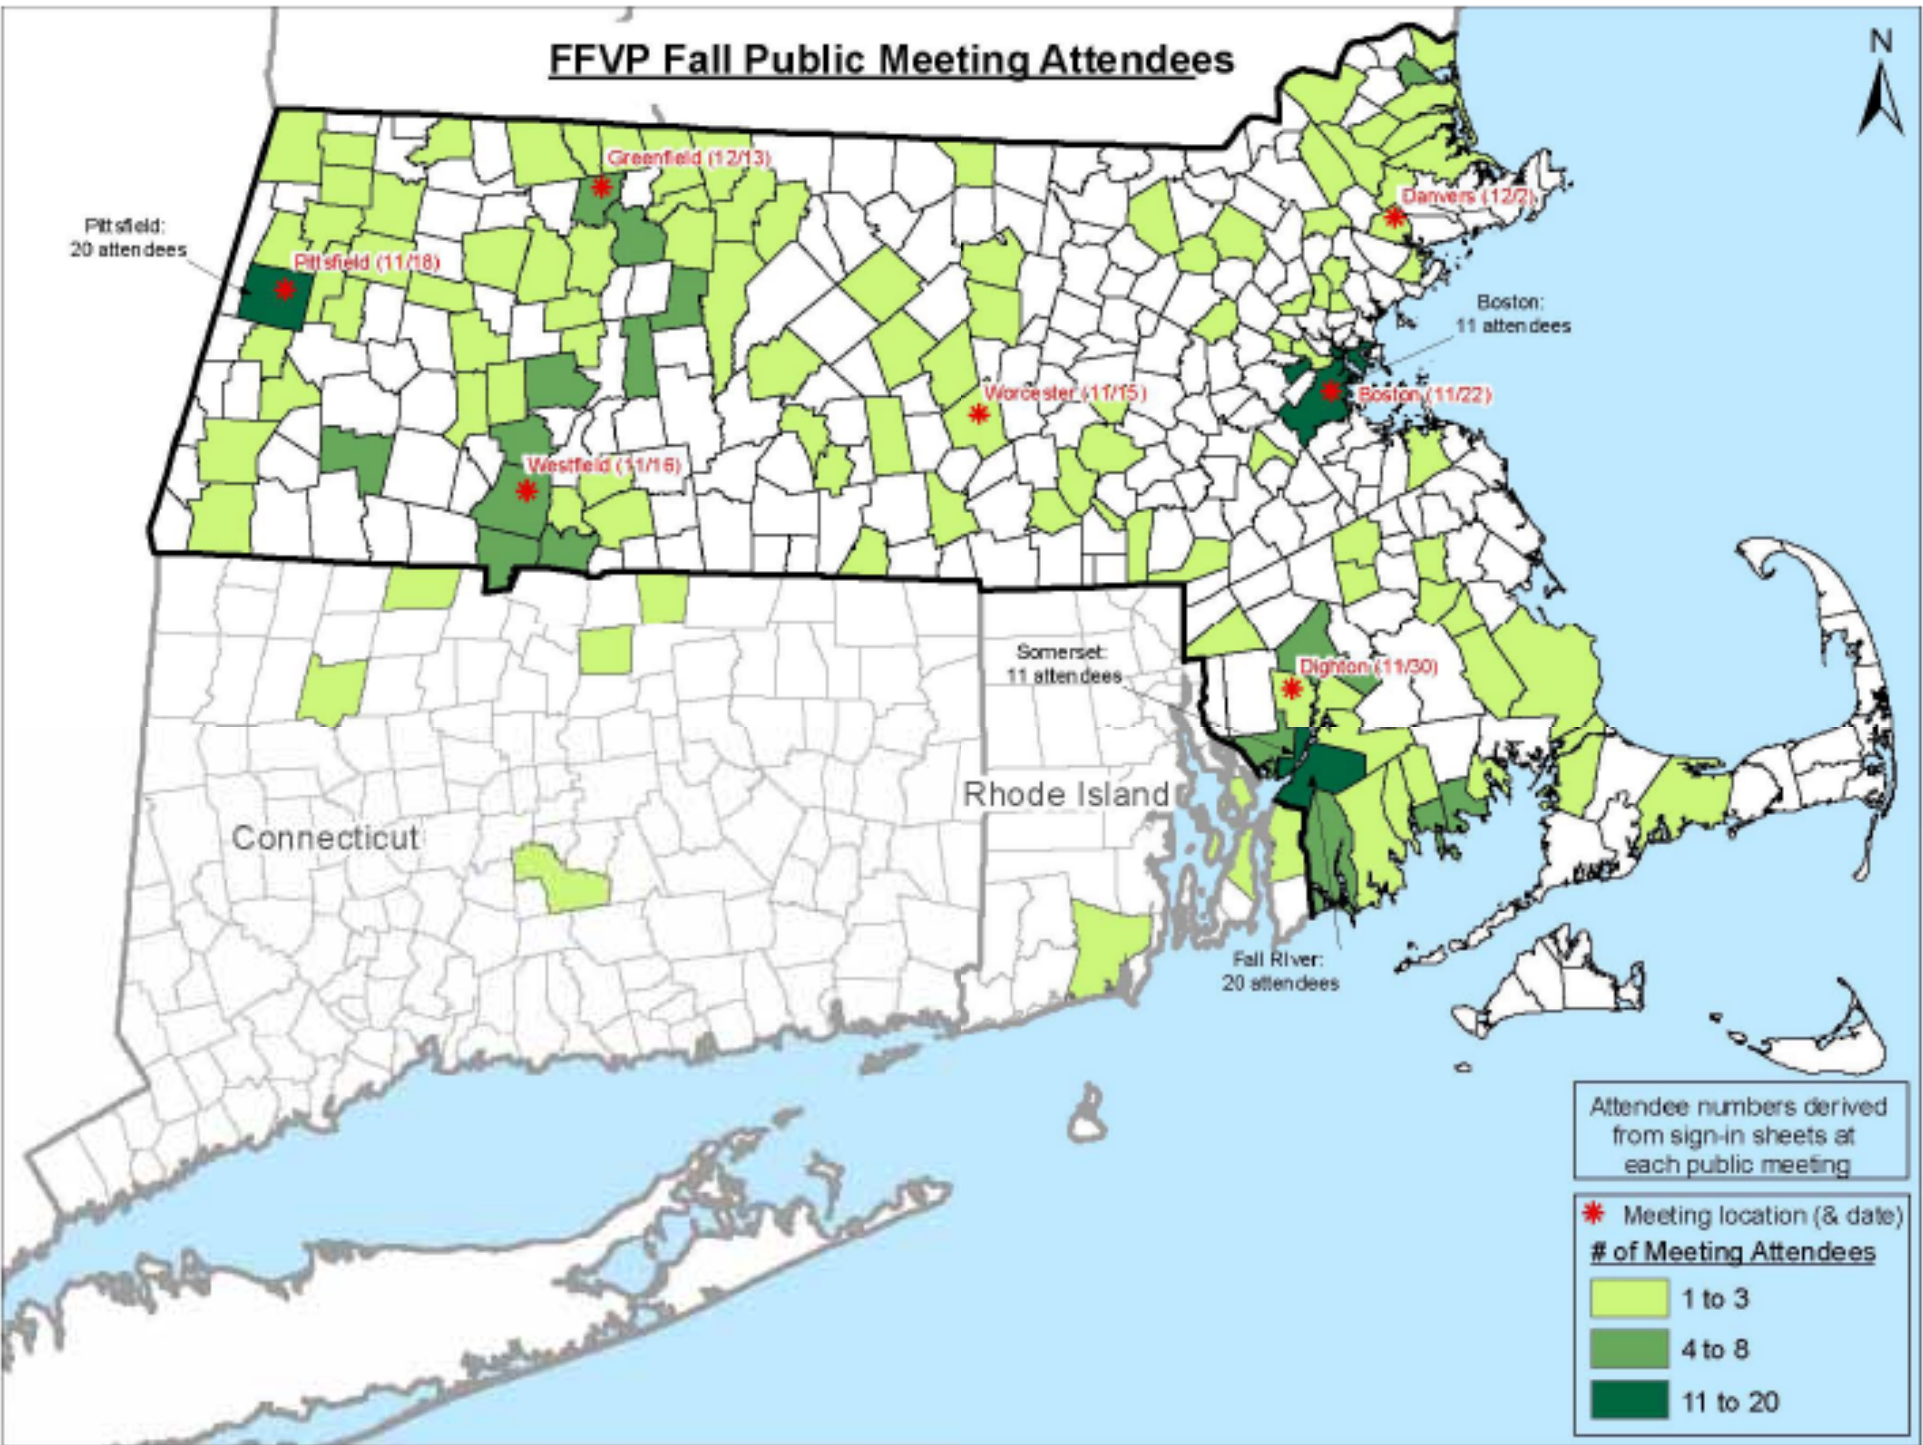 FFVP Fall Public Meeting Attendees
N
Greenfield (12/13)
Danvers (12/2)
Pittsfield:
20 attendees
Pittsfield (11/18)
Boston:
11 attendees
Worcester (11/15)
Boston (11/22)
Westfield (11/16)
Somerset:
11 attendees
Dighton (11/30)
Rhode Island
Connecticut
Fall River:
20 attendees
Attendee numbers derived
from sign-in sheets at
each public meeting
Meeting location (& date)
# of Meeting Attendees
1 to 3
4 to 8
11 to 20